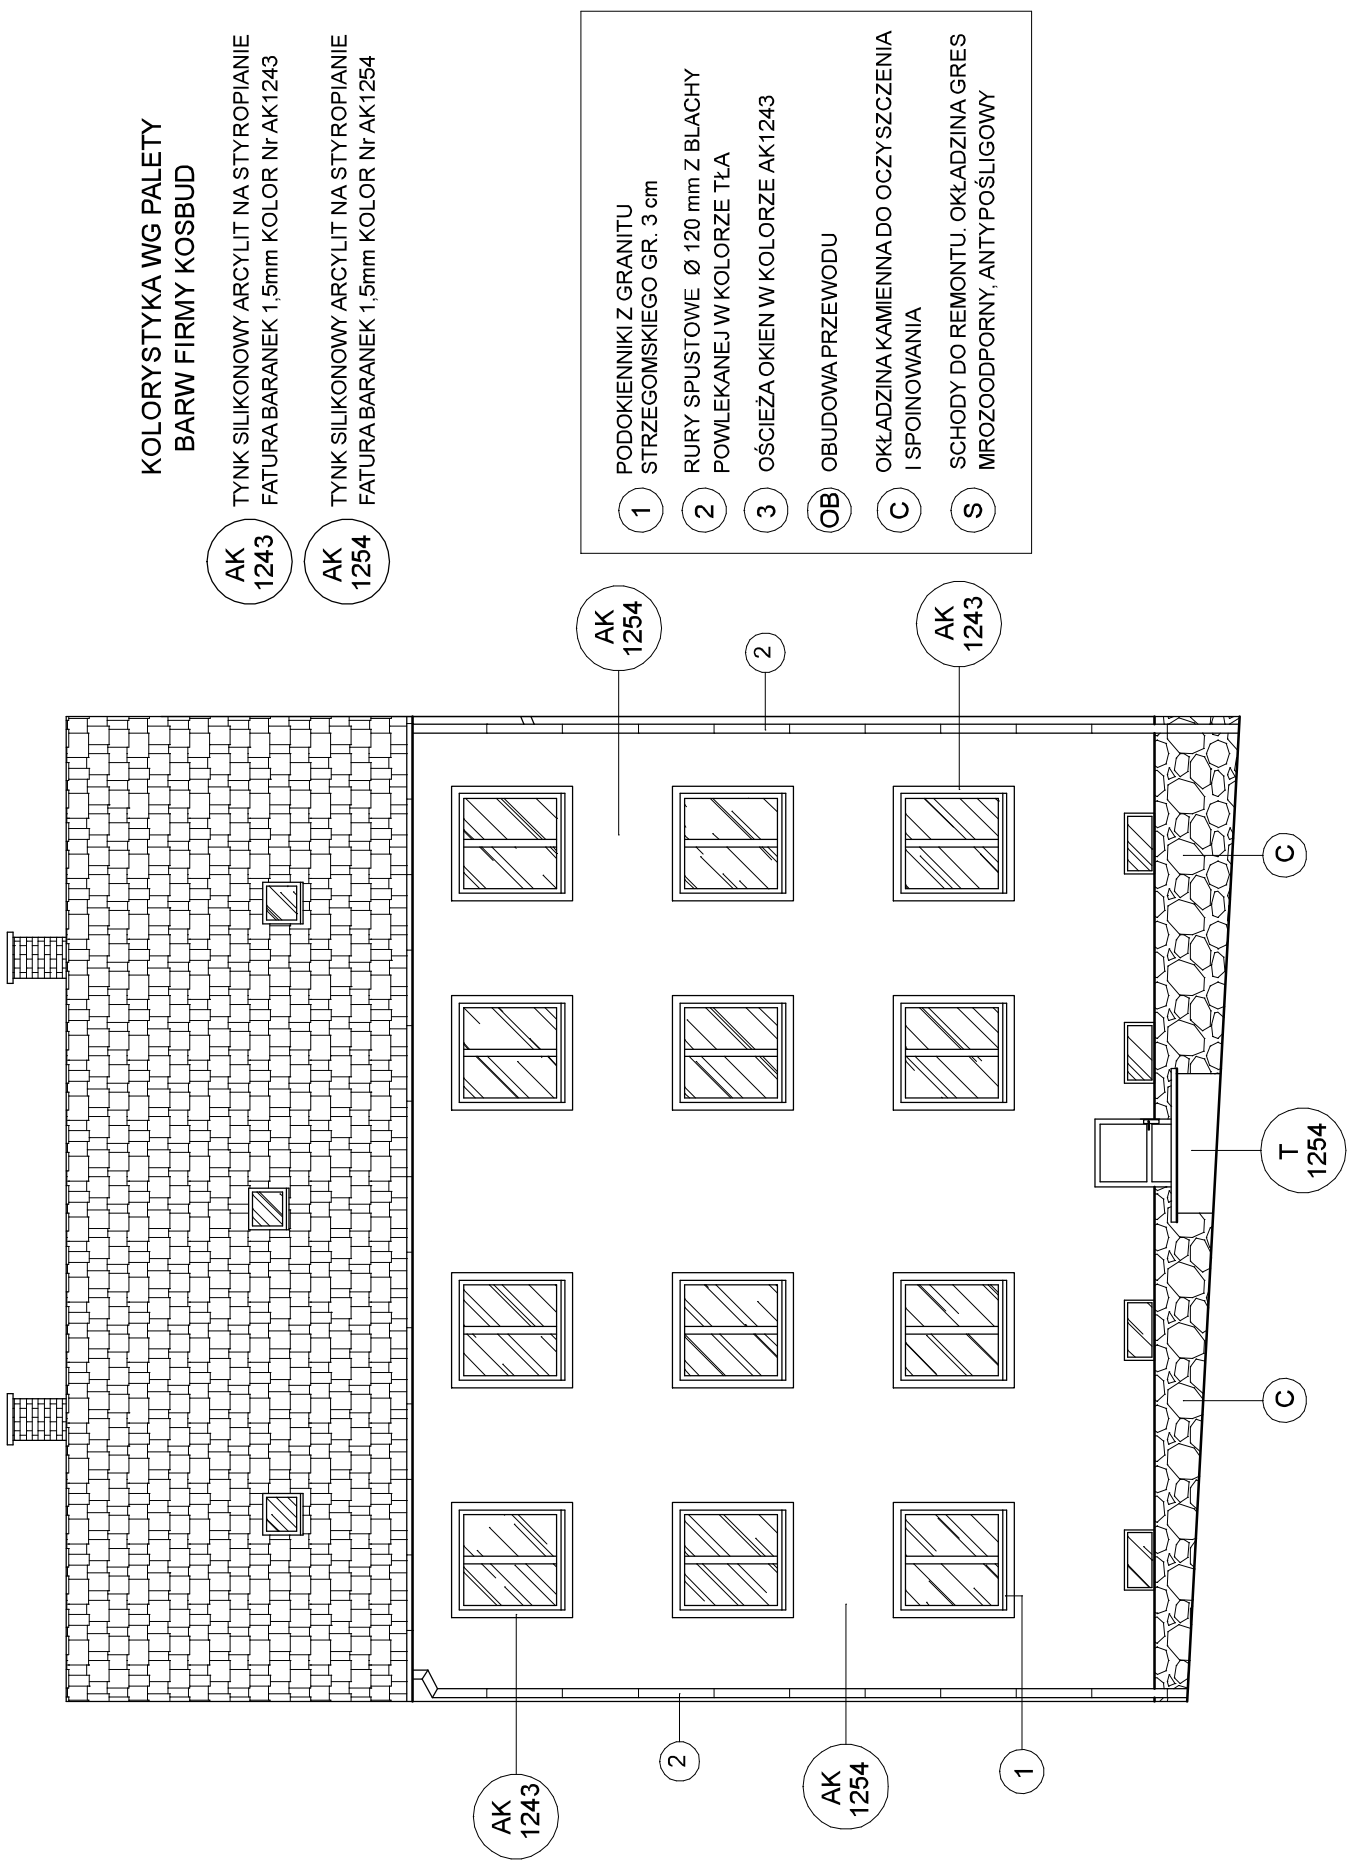 KOLORYSTYKA WG PALETY
BARW FIRMY KOSBUD
AK
1243
TYNK SILIKONOWY ARCYLIT NA STYROPIANIE
FATURA BARANEK 1,5mm KOLOR Nr AK1243
AK
1254
TYNK SILIKONOWY ARCYLIT NA STYROPIANIE
FATURA BARANEK 1,5mm KOLOR Nr AK1254
1
PODOKIENNIKI Z GRANITU
STRZEGOMSKIEGO GR. 3 cm
2
RURY SPUSTOWE Ø 120 mm Z BLACHY
POWLEKANEJ W KOLORZE TŁA
3
OŚCIEŻA OKIEN W KOLORZE AK1243
OB
OBUDOWA PRZEWODU
C
OKŁADZINA KAMIENNA DO OCZYSZCZENIA
I SPOINOWANIA
S
SCHODY DO REMONTU. OKŁADZINA GRES
MROZOODPORNY, ANTYPOŚLIGOWY
AK
1243
2
AK
1254
1
AK
1254
2
AK
1243
C
T
1254
C